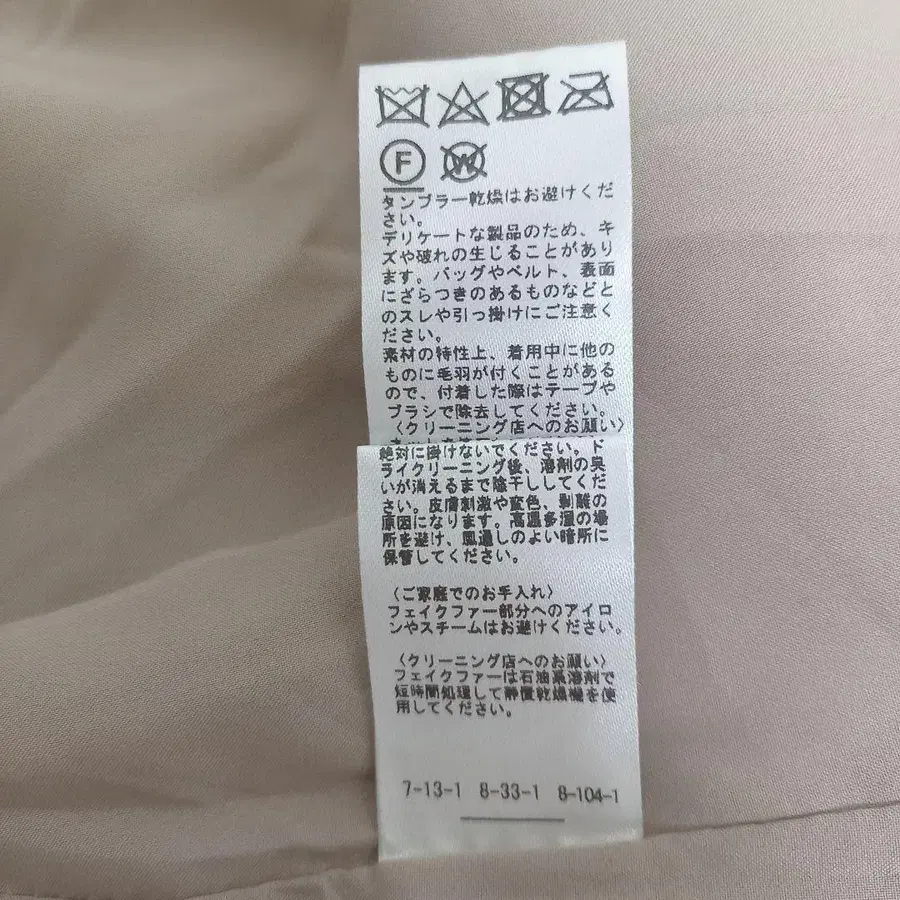 F
W
タンブラー乾燥はお避けくだ
さい。
デリケートな製品のため、キ
ズや破れの生じることがあり
ます。バッグやベルト、表面
にざらつきのあるものなどと
のスレや引っ掛けにご注意く
ださい。
素材の特性上、着用中に他の
ものに毛羽が付くことがある
ので、付着した際はテープや
ブラシで除去してください。
〈クリーニング店へのお願い〉
絶対に掛けないでください。ド
ライクリーニング後、溶剤の臭
いが消えるまで陰干ししてくだ
さい。皮膚刺激や変色、剥離の
原因になります。高温多湿の場
所を避け、風通しのよい暗所に
保管してください。
〈ご家庭でのお手入れ〉
フェイクファー部分へのアイロ
ンやスチームはお避けください。
〈クリーニング店へのお願い〉
フェイクファーは石油系溶剤で
短時間処理して静置乾燥機を使
用してください。
7-13-1 8-33-1 8-104-1